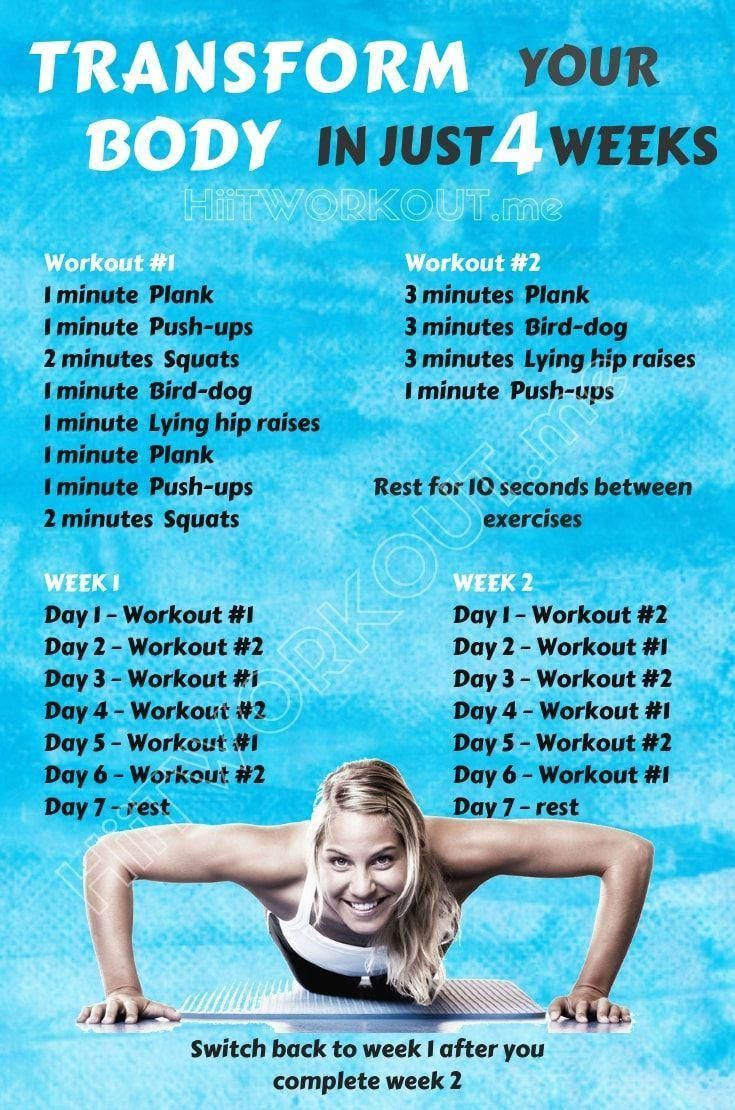 TRANSFORM YOUR
BODY IN JUST 4 WEEKS
HiiTWORKOUT.me
Workout #1
1 minute Plank
1 minute Push-ups
2 minutes Squats
1 minute Bird-dog
1 minute Lying hip raises
1 minute Plank
1 minute Push-ups
2 minutes Squats
Workout #2
3 minutes Plank
3 minutes Bird-dog
3 minutes Lying hip raises
1 minute Push-ups
Rest for 10 seconds between
exercises
WEEK 1
Day 1 - Workout #1
Day 2 - Workout #2
Day 3 - Workout #1
Day 4 - Workout #2
Day 5 - Workout #1
Day 6 - Workout #2
Day 7 - rest
WEEK 2
Day 1 - Workout #2
Day 2 - Workout #1
Day 3 - Workout #2
Day 4 - Workout #1
Day 5 - Workout #2
Day 6 - Workout #1
Day 7 - rest
HiiTWORKOUT.me
Switch back to week 1 after you
complete week 2